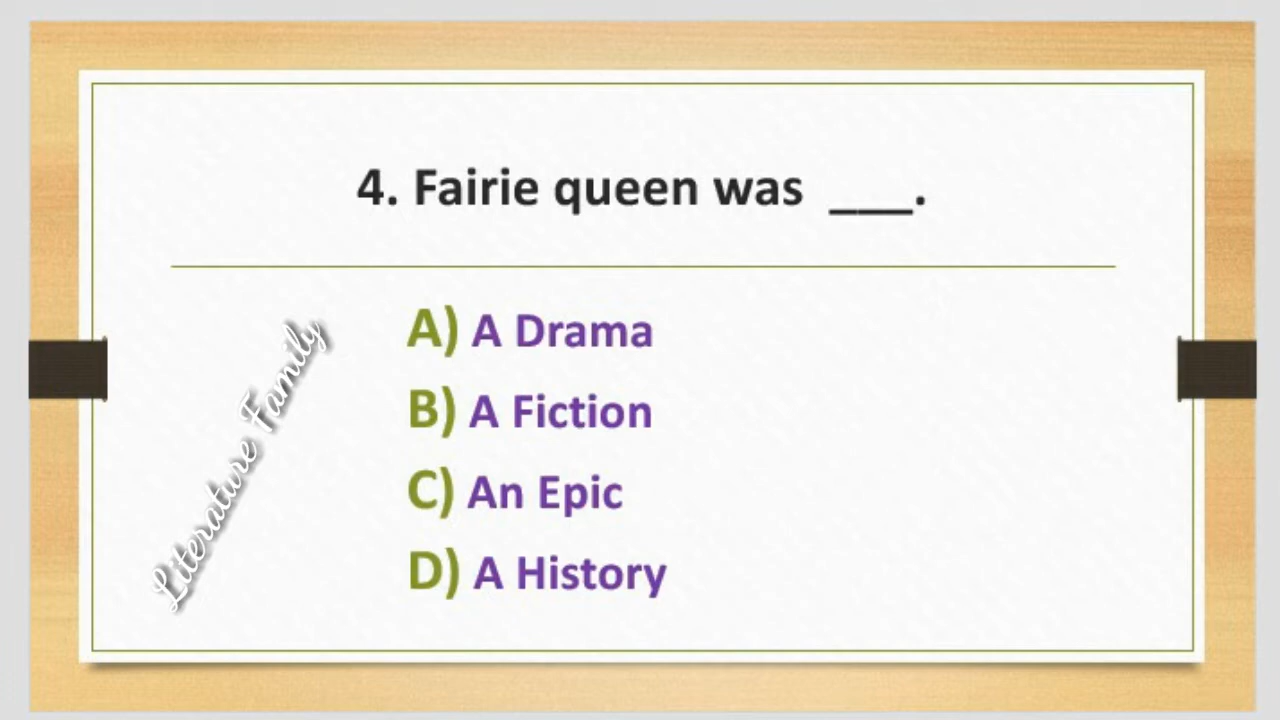 4. Fairie queen was ___.
A) A Drama
B) A Fiction
C) An Epic
D) A History
Literature Family